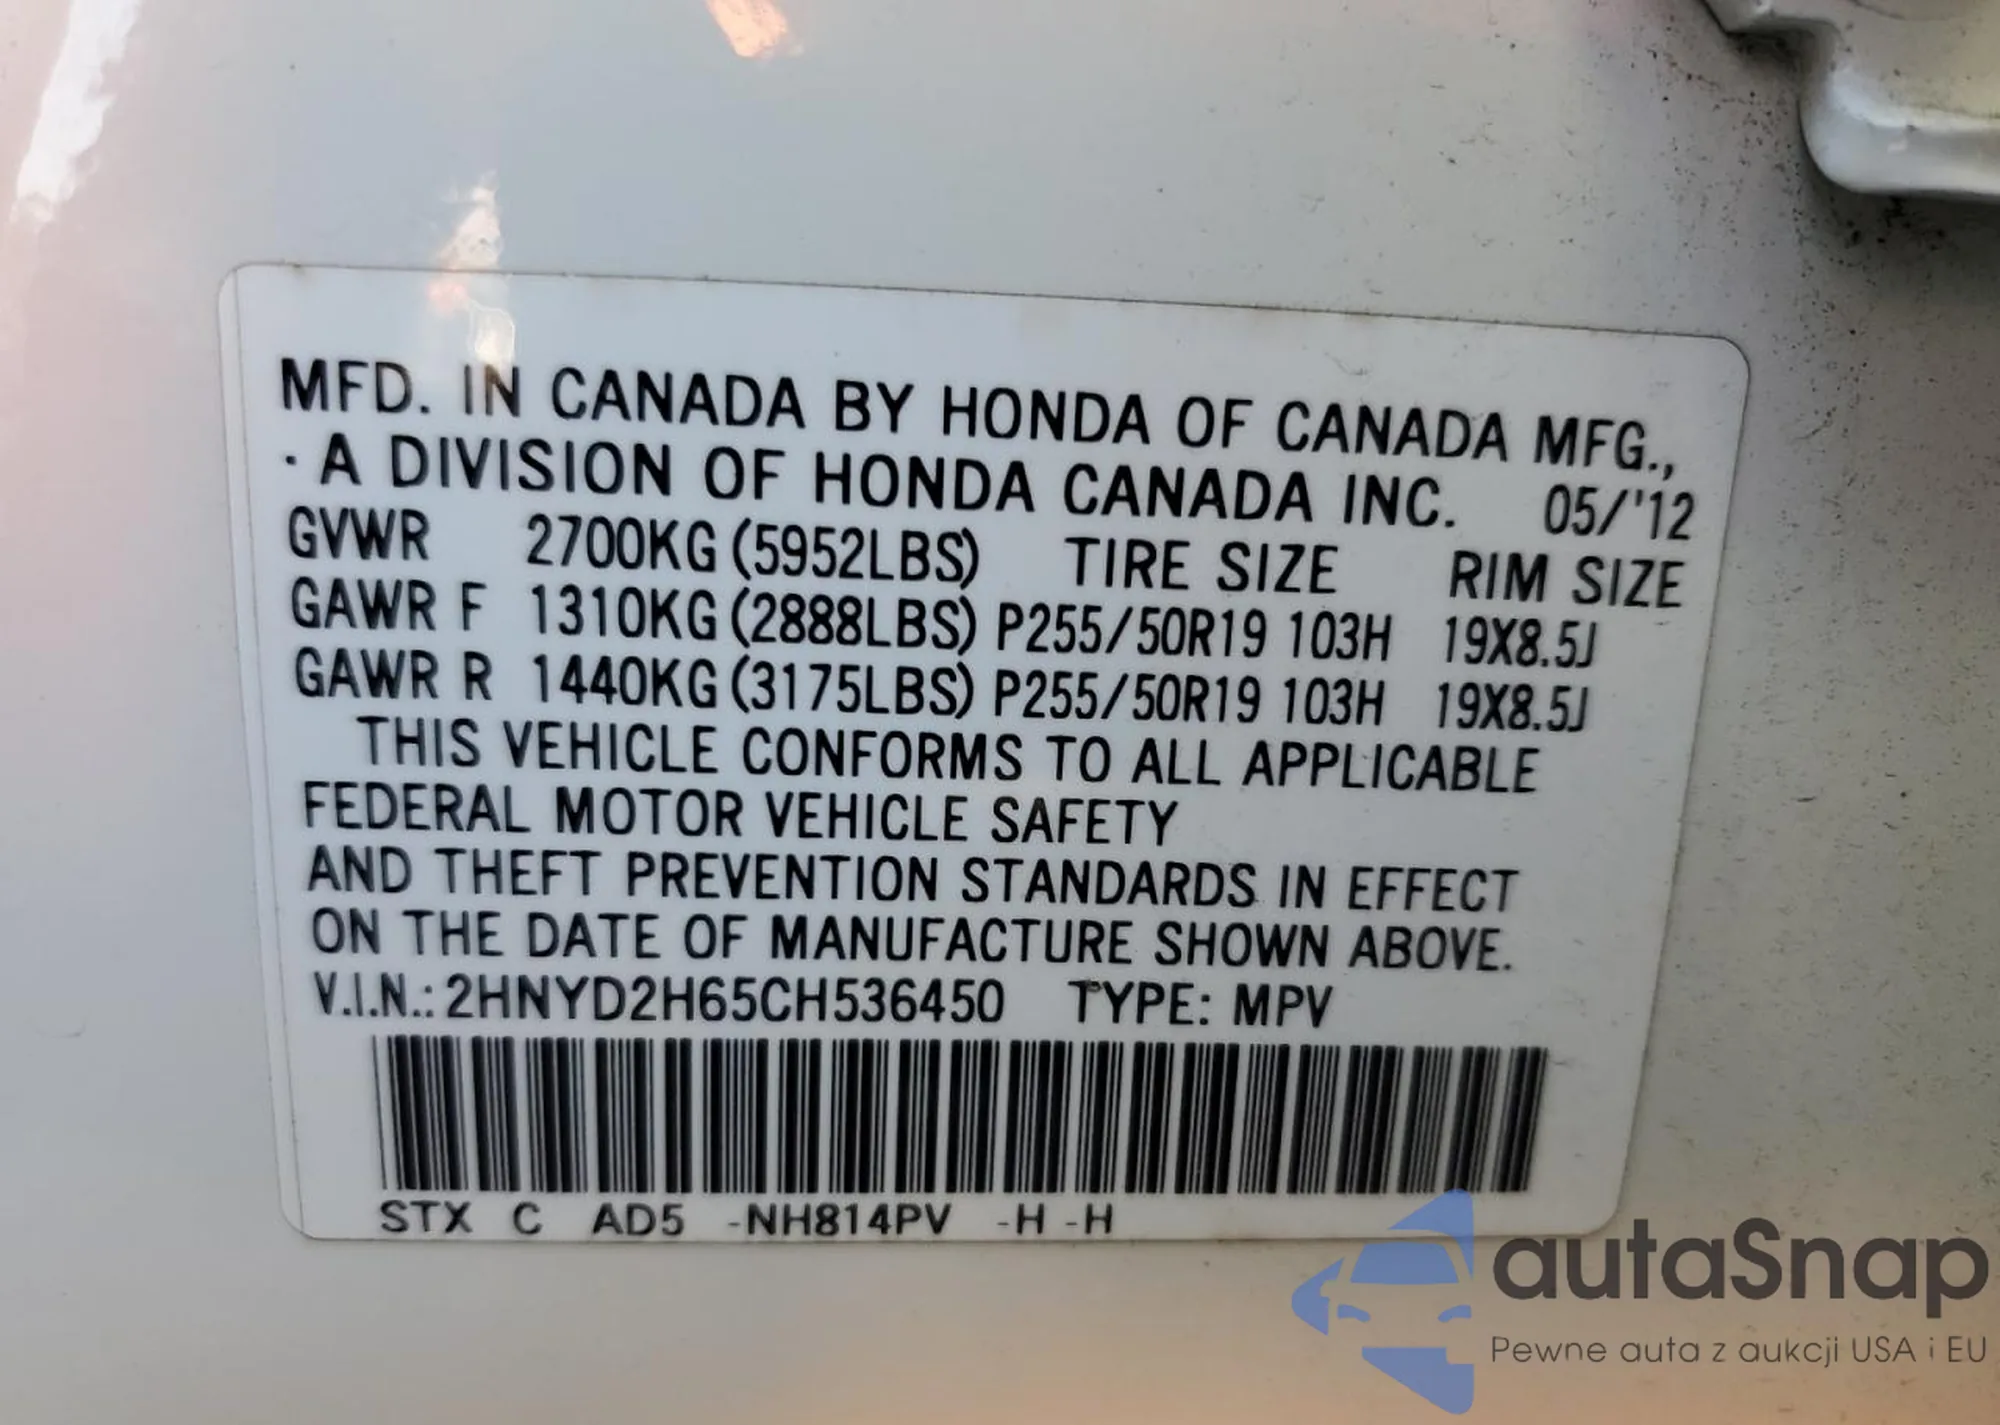 MFD. IN CANADA BY HONDA OF CANADA MFG.,
· A DIVISION OF HONDA CANADA INC. 05/'12
GVWR 2700KG (5952LBS) TIRE SIZE RIM SIZE
GAWR F 1310KG (2888LBS) P255/50R19 103H 19X8.5J
GAWR R 1440KG (3175LBS) P255/50R19 103H 19X8.5J
THIS VEHICLE CONFORMS TO ALL APPLICABLE
FEDERAL MOTOR VEHICLE SAFETY
AND THEFT PREVENTION STANDARDS IN EFFECT
ON THE DATE OF MANUFACTURE SHOWN ABOVE.
V.I.N.: 2HNYD2H65CH536450 TYPE: MPV
STX C AD5 -NH814PV -H -H
autaSnap
Pewne auta z aukcji USA i EU